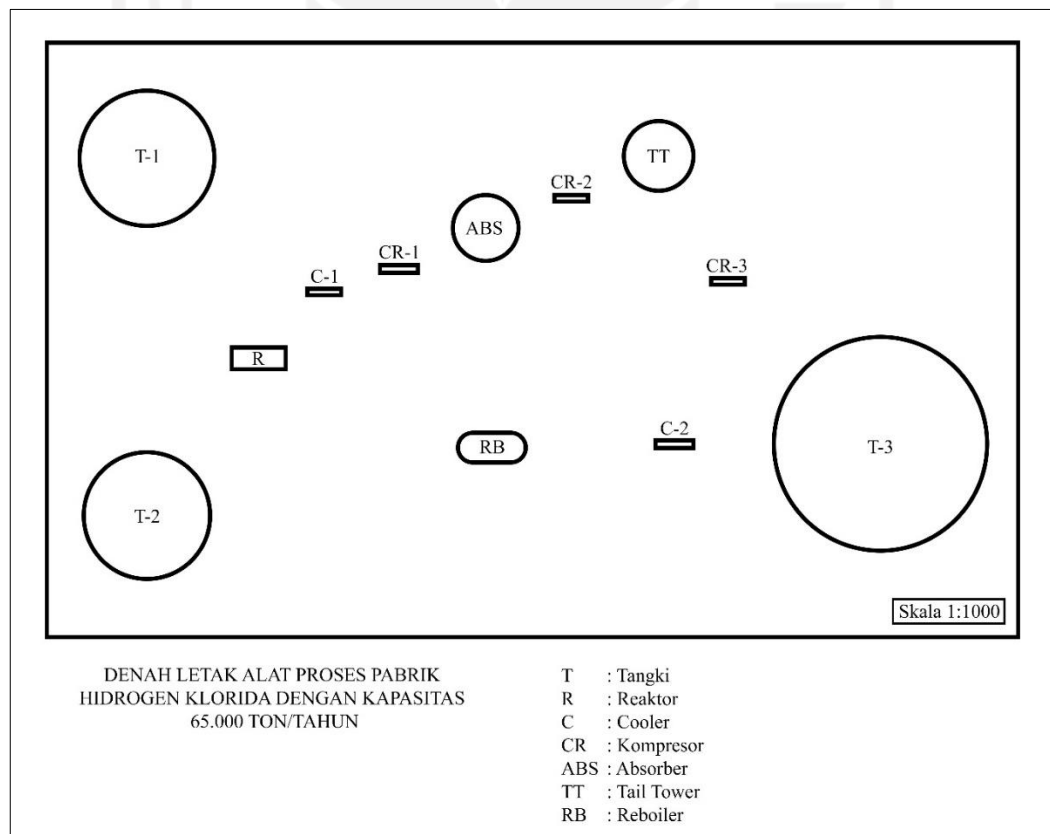 T-1
TT
CR-2
ABS
CR-1
CR-3
C-1
R
C-2
RB
T-3
T-2
Skala 1:1000
DENAH LETAK ALAT PROSES PABRIK
HIDROGEN KLORIDA DENGAN KAPASITAS
65.000 TON/TAHUN
T : Tangki
R : Reaktor
C : Cooler
CR : Kompresor
ABS : Absorber
TT : Tail Tower
RB : Reboiler